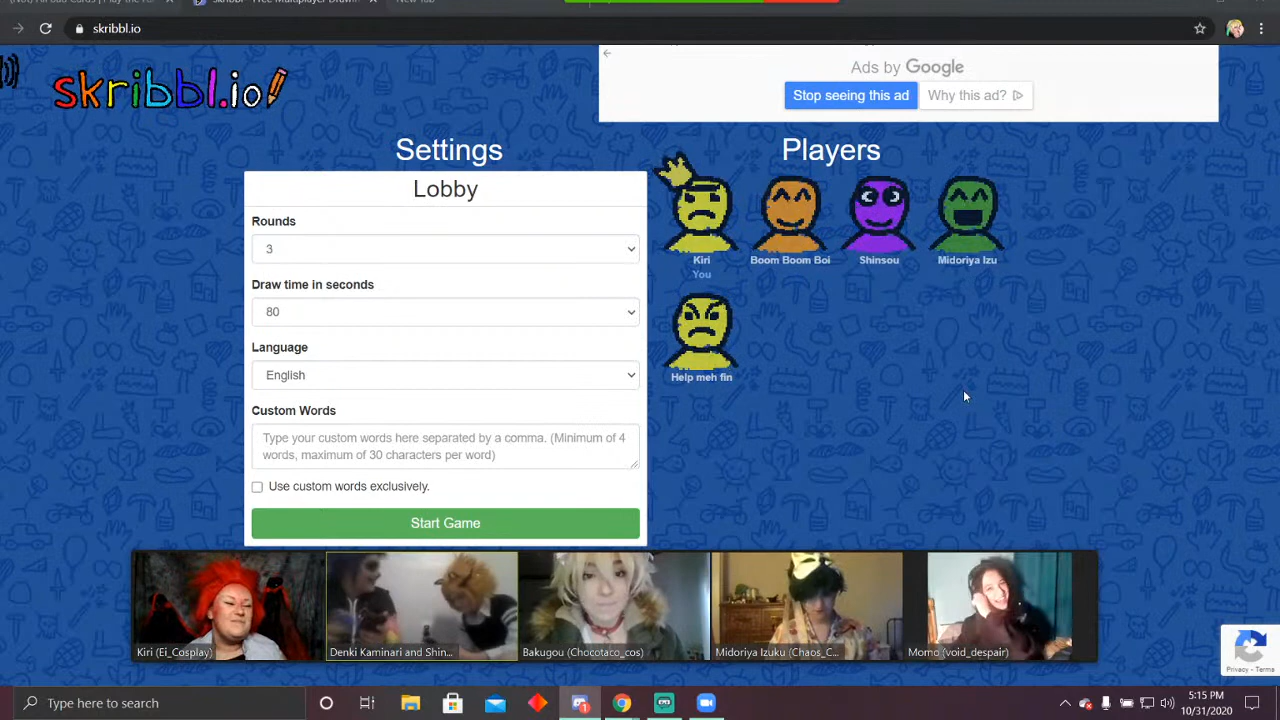 skribbl.io
skribbl.io
Ads by Google
Stop seeing this ad
Why this ad?
Settings
Players
Lobby
Rounds
3
Kiri
You
Boom Boom Boi
Shinsou
Midoriya Izu
Draw time in seconds
80
Language
English
Help meh fin
Custom Words
Type your custom words here separated by a comma. (Minimum of 4
words, maximum of 30 characters per word)
Use custom words exclusively.
Start Game
Kiri (Ei_Cosplay)
Denki Kaminari and Shin...
Bakugou (Chocotaco_cos)
Midoriya Izuku (Chaos_C...
Momo (void_despair)
Privacy - Terms
Type here to search
5:15 PM
10/31/2020